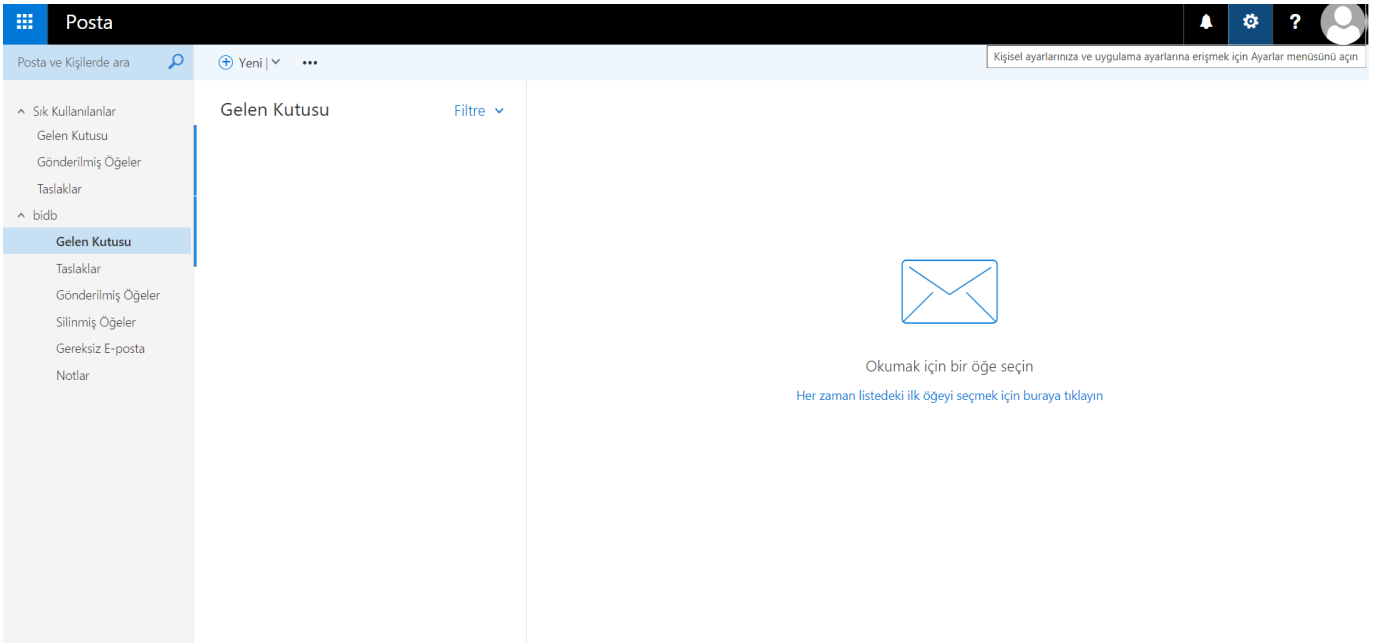 Posta
?
Posta ve Kişilerde ara
Yeni |
Kişisel ayarlarınıza ve uygulama ayarlarına erişmek için Ayarlar menüsünü açın
Sık Kullanılanlar
Gelen Kutusu
Gönderilmiş Öğeler
Taslaklar
bidb
Gelen Kutusu
Taslaklar
Gönderilmiş Öğeler
Silinmiş Öğeler
Gereksiz E-posta
Notlar
Gelen Kutusu
Filtre
Okumak için bir öğe seçin
Her zaman listedeki ilk öğeyi seçmek için buraya tıklayın